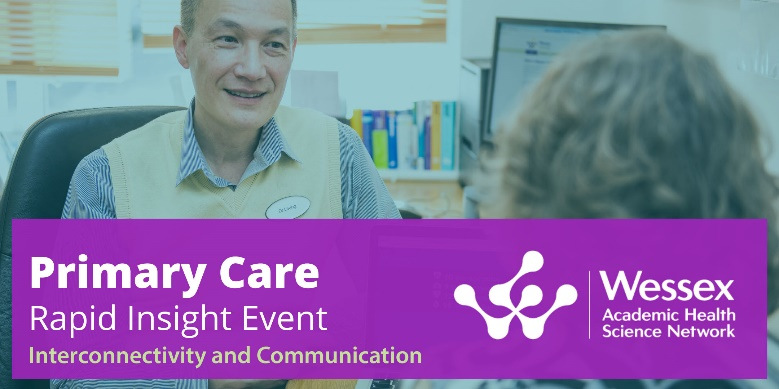 Primary Care
Rapid Insight Event
Interconnectivity and Communication
Wessex
Academic Health
Science Network